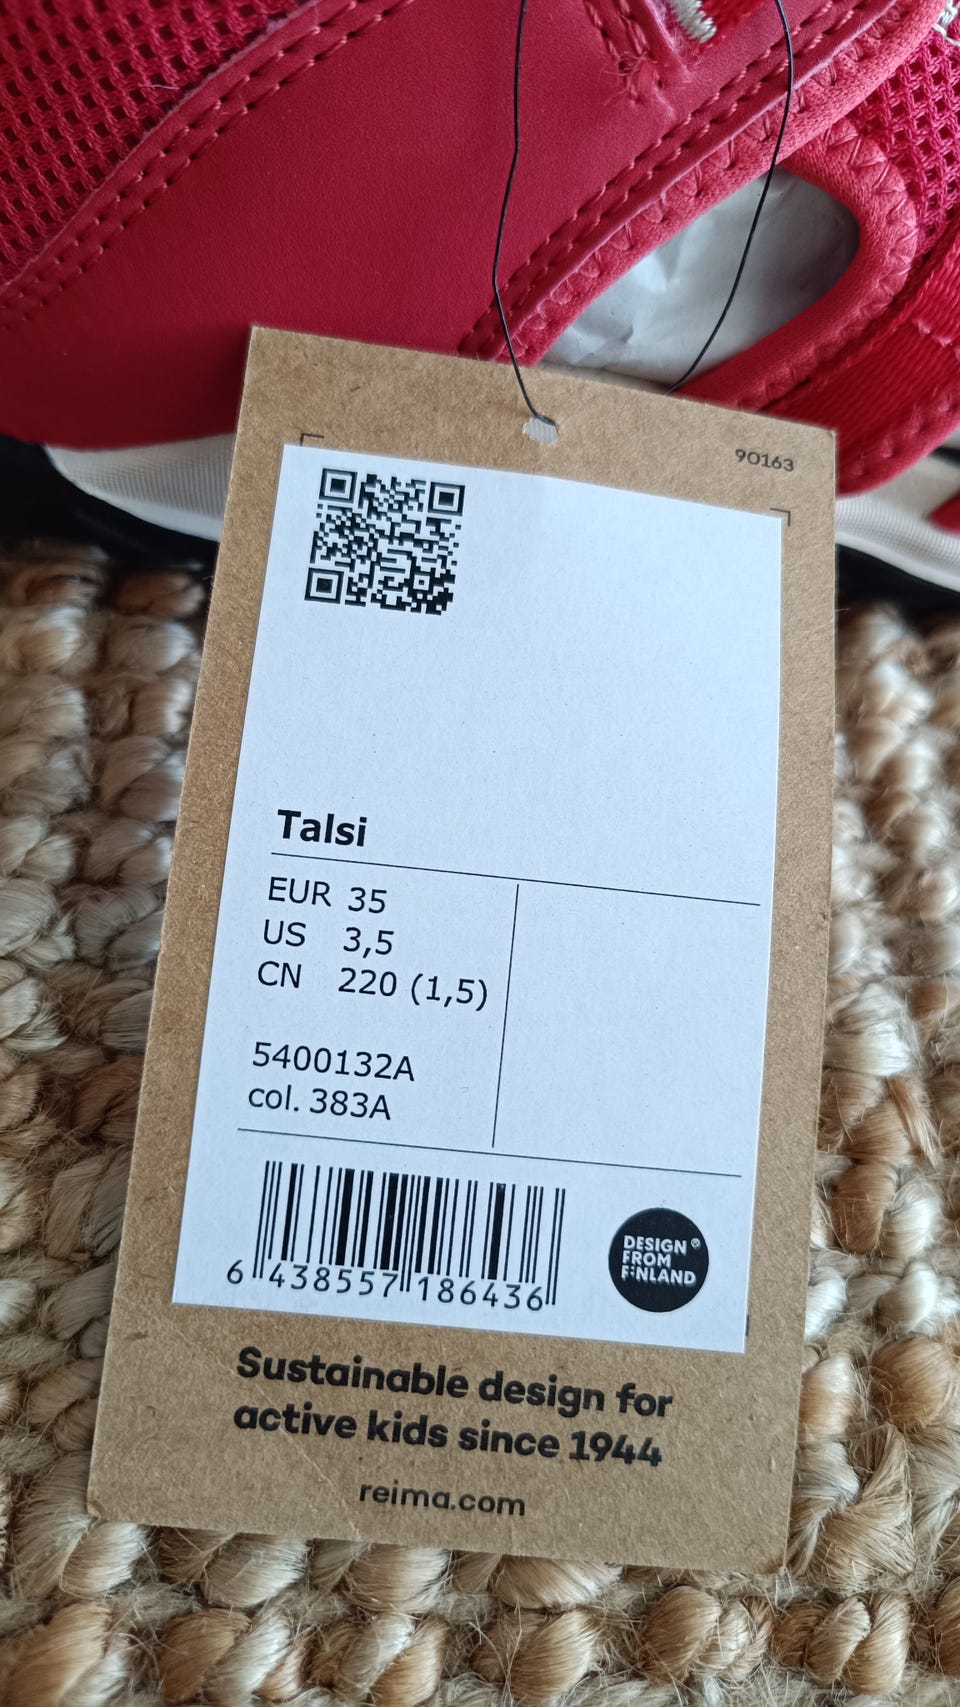 90163
Talsi
EUR 35
US 3,5
CN 220 (1,5)
5400132A
col. 383A
6 438557 186436
DESIGN ®
FROM
FINLAND
Sustainable design for
active kids since 1944
reima.com